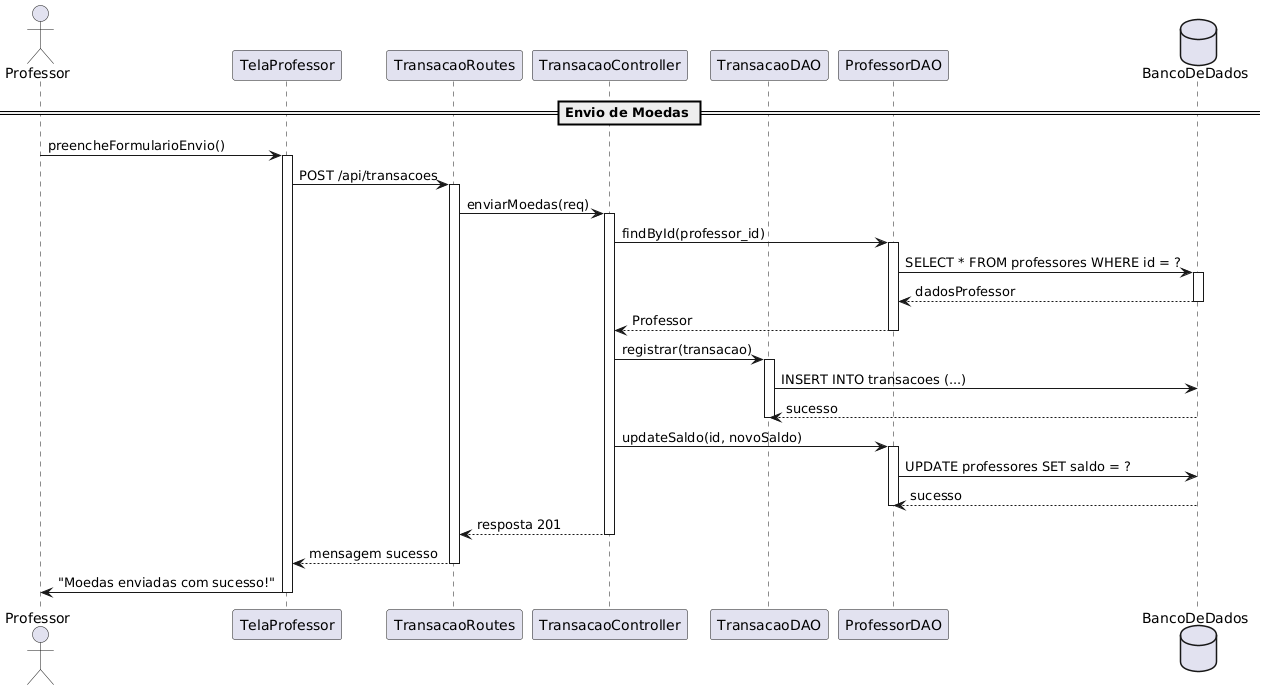 Professor
TelaProfessor
TransacaoRoutes
TransacaoController
TransacaoDAO
ProfessorDAO
BancoDeDados
Envio de Moedas
preencheFormularioEnvio()
POST /api/transacoes
enviarMoedas(req)
findById(professor_id)
SELECT * FROM professores WHERE id = ?
dadosProfessor
Professor
registrar(transacao)
INSERT INTO transacoes (...)
sucesso
updateSaldo(id, novoSaldo)
UPDATE professores SET saldo = ?
sucesso
resposta 201
mensagem sucesso
"Moedas enviadas com sucesso!"
Professor
TelaProfessor
TransacaoRoutes
TransacaoController
TransacaoDAO
ProfessorDAO
BancoDeDados